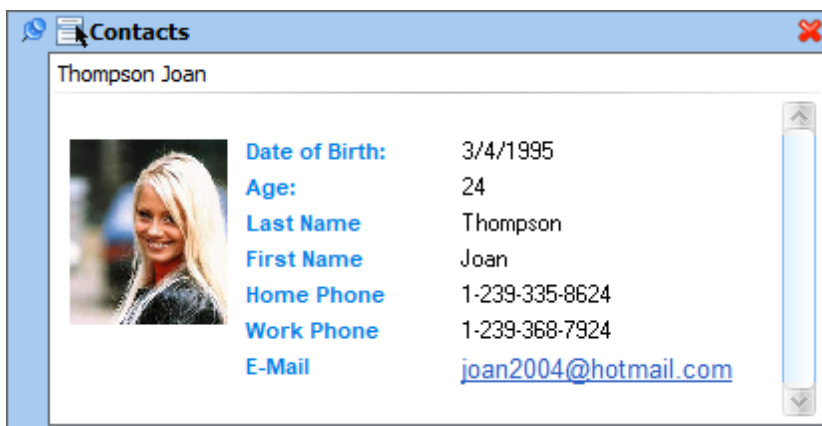 Contacts
Thompson Joan
Date of Birth: 3/4/1995
Age: 24
Last Name Thompson
First Name Joan
Home Phone 1-239-335-8624
Work Phone 1-239-368-7924
E-Mail joan2004@hotmail.com